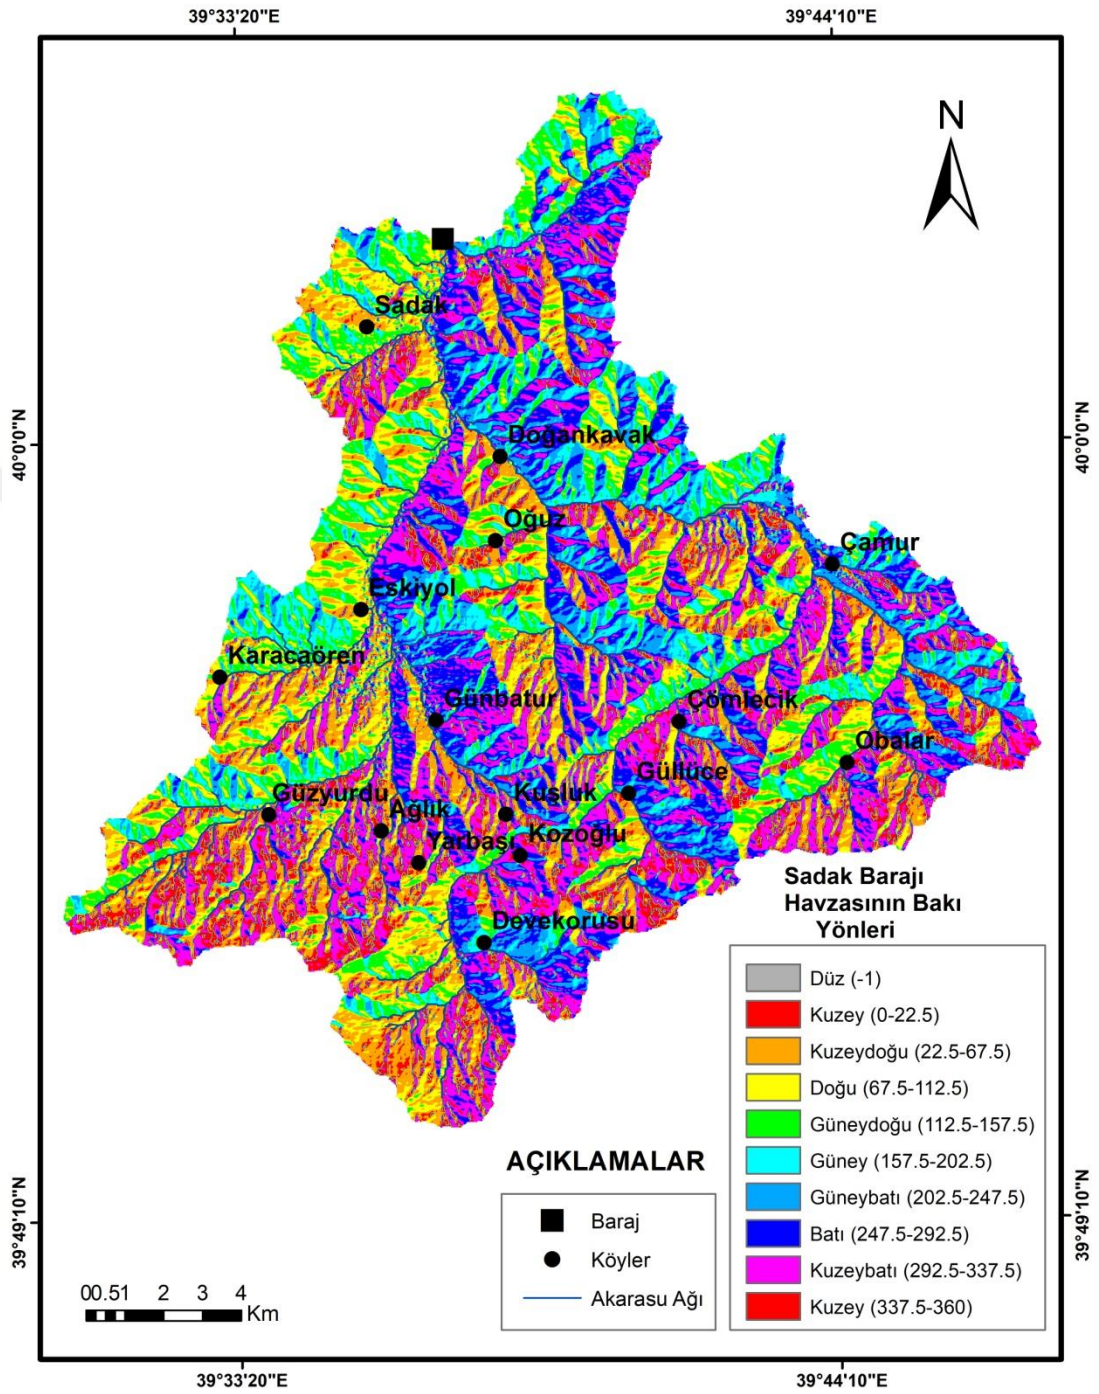 39°33'20"E
39°44'10"E
N
Sadak
40°0'0"N
40°0'0"N
Doğankavak
Oğuz
Çamur
Eskiyol
Karacaören
Günbatur
Çömlecik
Obalar
Güllüce
Güzyurdu
Ağlık
Kuşluk
Yarbaşı
Kozoğlu
Devekorusu
Sadak Barajı
Havzasının Bakı
Yönleri
Düz (-1)
Kuzey (0-22.5)
Kuzeydoğu (22.5-67.5)
Doğu (67.5-112.5)
Güneydoğu (112.5-157.5)
Güney (157.5-202.5)
Güneybatı (202.5-247.5)
Batı (247.5-292.5)
Kuzeybatı (292.5-337.5)
Kuzey (337.5-360)
AÇIKLAMALAR
Baraj
Köyler
Akarasu Ağı
39°49'10"N
39°49'10"N
00.51 2 3 4
Km
39°33'20"E
39°44'10"E